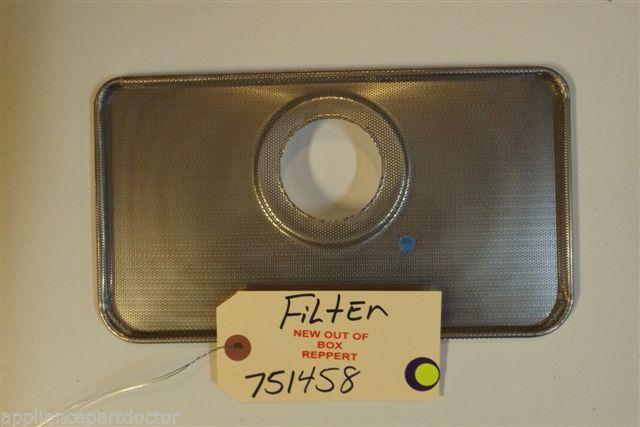 FiLtEr
NEW OUT OF
BOX
REPPERT
751458
appliancepartdoctor